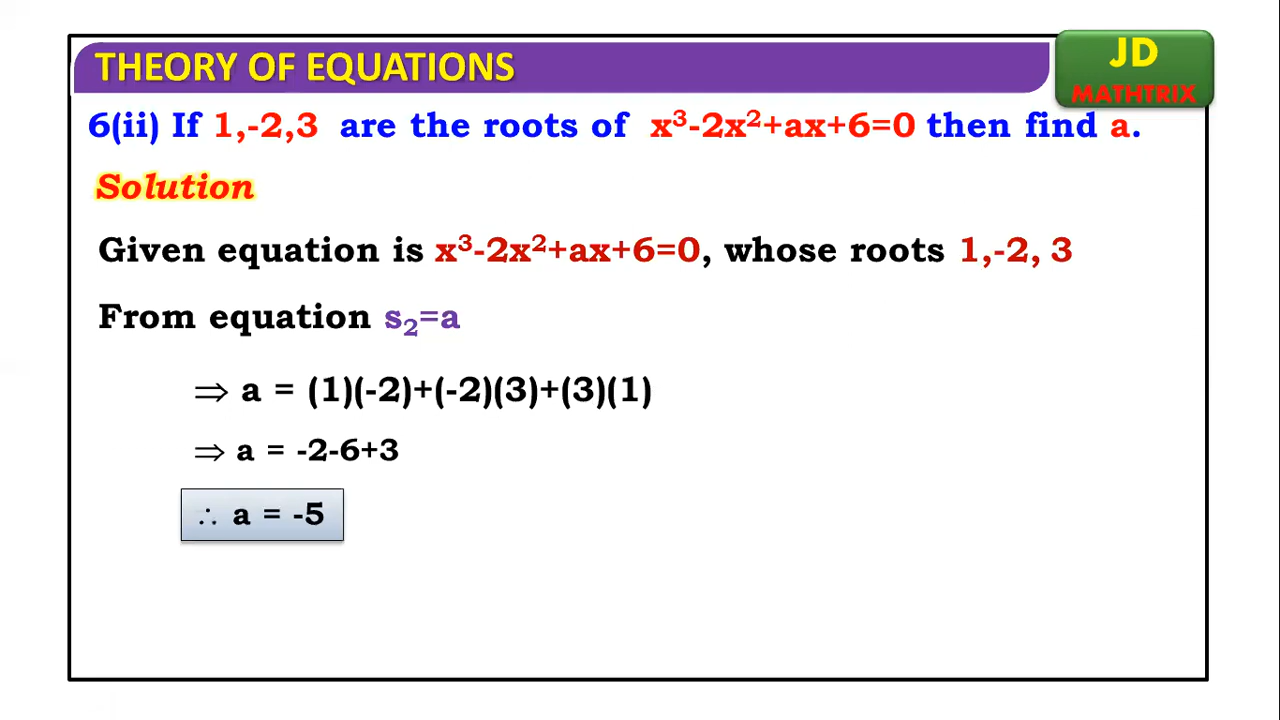 THEORY OF EQUATIONS
JD
MATHTRIX
6(ii) If 1,-2,3 are the roots of x³-2x²+ax+6=0 then find a.
Solution
Given equation is x³-2x²+ax+6=0, whose roots 1,-2, 3
From equation s₂=a
⇒ a = (1)(-2)+(-2)(3)+(3)(1)
⇒ a = -2-6+3
∴ a = -5